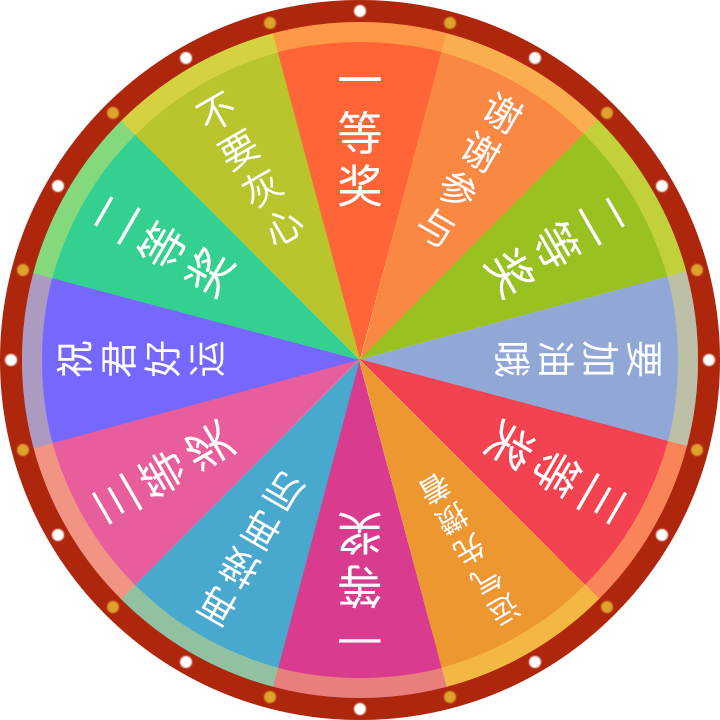 一等奖
谢谢参与
二等奖
要加油哦
三等奖
运气先攒着
一等奖
再接再厉
三等奖
祝君好运
二等奖
不要灰心